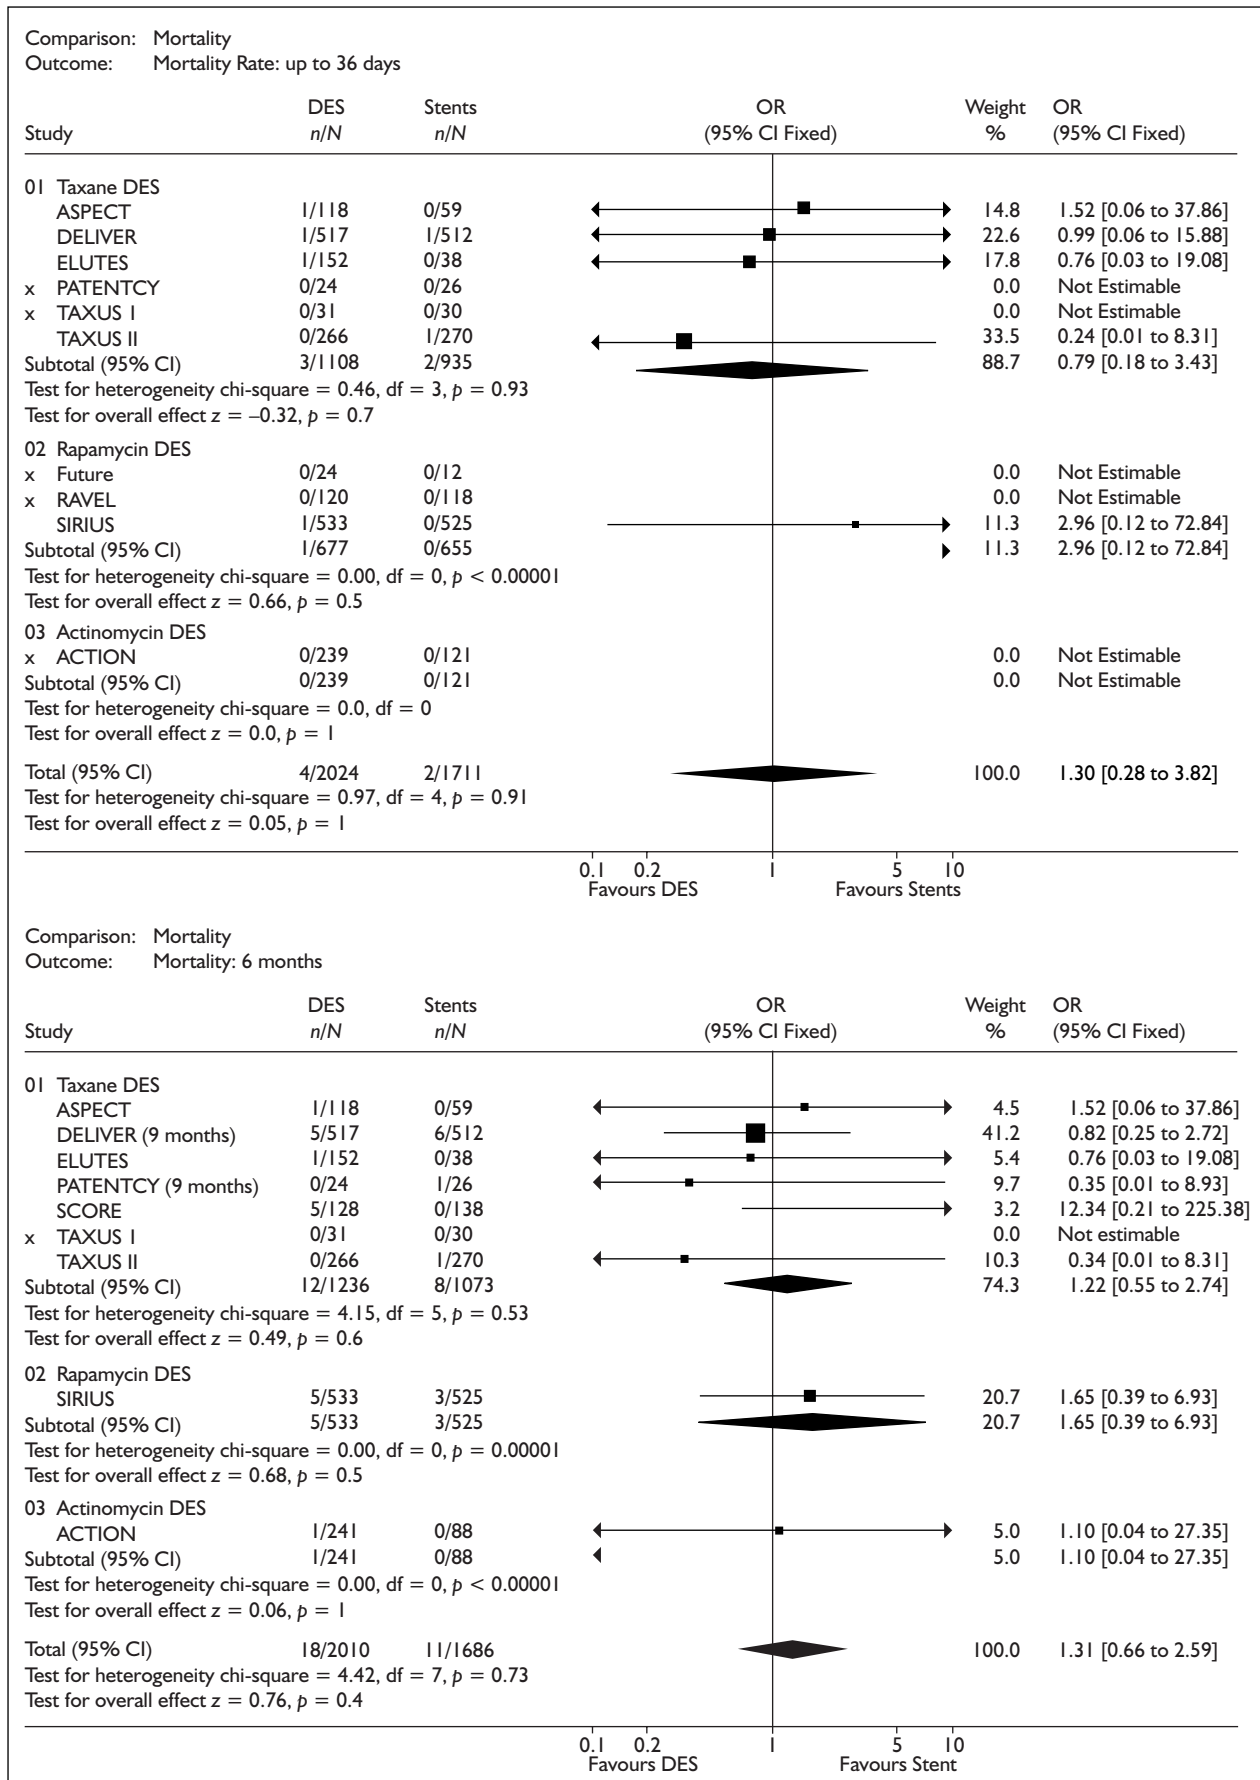 Comparison: Mortality
Outcome: Mortality Rate: up to 36 days
DES Stents OR Weight OR
Study n/N n/N (95% CI Fixed) % (95% CI Fixed)
01 Taxane DES
ASPECT 1/118 0/59 14.8 1.52 [0.06 to 37.86]
DELIVER 1/517 1/512 22.6 0.99 [0.06 to 15.88]
ELUTES 1/152 0/38 17.8 0.76 [0.03 to 19.08]
x PATENTCY 0/24 0/26 0.0 Not Estimable
x TAXUS I 0/31 0/30 0.0 Not Estimable
TAXUS II 0/266 1/270 33.5 0.24 [0.01 to 8.31]
Subtotal (95% CI) 3/1108 2/935 88.7 0.79 [0.18 to 3.43]
Test for heterogeneity chi-square = 0.46, df = 3, p = 0.93
Test for overall effect z = –0.32, p = 0.7
02 Rapamycin DES
x Future 0/24 0/12 0.0 Not Estimable
x RAVEL 0/120 0/118 0.0 Not Estimable
SIRIUS 1/533 0/525 11.3 2.96 [0.12 to 72.84]
Subtotal (95% CI) 1/677 0/655 11.3 2.96 [0.12 to 72.84]
Test for heterogeneity chi-square = 0.00, df = 0, p < 0.00001
Test for overall effect z = 0.66, p = 0.5
03 Actinomycin DES
x ACTION 0/239 0/121 0.0 Not Estimable
Subtotal (95% CI) 0/239 0/121 0.0 Not Estimable
Test for heterogeneity chi-square = 0.0, df = 0
Test for overall effect z = 0.0, p = 1
Total (95% CI) 4/2024 2/1711 100.0 1.30 [0.28 to 3.82]
Test for heterogeneity chi-square = 0.97, df = 4, p = 0.91
Test for overall effect z = 0.05, p = 1
0.1 0.2 1 5 10
Favours DES Favours Stents
Comparison: Mortality
Outcome: Mortality: 6 months
DES Stents OR Weight OR
Study n/N n/N (95% CI Fixed) % (95% CI Fixed)
01 Taxane DES
ASPECT 1/118 0/59 4.5 1.52 [0.06 to 37.86]
DELIVER (9 months) 5/517 6/512 41.2 0.82 [0.25 to 2.72]
ELUTES 1/152 0/38 5.4 0.76 [0.03 to 19.08]
PATENTCY (9 months) 0/24 1/26 9.7 0.35 [0.01 to 8.93]
SCORE 5/128 0/138 3.2 12.34 [0.21 to 225.38]
x TAXUS I 0/31 0/30 0.0 Not estimable
TAXUS II 0/266 1/270 10.3 0.34 [0.01 to 8.31]
Subtotal (95% CI) 12/1236 8/1073 74.3 1.22 [0.55 to 2.74]
Test for heterogeneity chi-square = 4.15, df = 5, p = 0.53
Test for overall effect z = 0.49, p = 0.6
02 Rapamycin DES
SIRIUS 5/533 3/525 20.7 1.65 [0.39 to 6.93]
Subtotal (95% CI) 5/533 3/525 20.7 1.65 [0.39 to 6.93]
Test for heterogeneity chi-square = 0.00, df = 0, p = 0.00001
Test for overall effect z = 0.68, p = 0.5
03 Actinomycin DES
ACTION 1/241 0/88 5.0 1.10 [0.04 to 27.35]
Subtotal (95% CI) 1/241 0/88 5.0 1.10 [0.04 to 27.35]
Test for heterogeneity chi-square = 0.00, df = 0, p < 0.00001
Test for overall effect z = 0.06, p = 1
Total (95% CI) 18/2010 11/1686 100.0 1.31 [0.66 to 2.59]
Test for heterogeneity chi-square = 4.42, df = 7, p = 0.73
Test for overall effect z = 0.76, p = 0.4
0.1 0.2 1 5 10
Favours DES Favours Stent